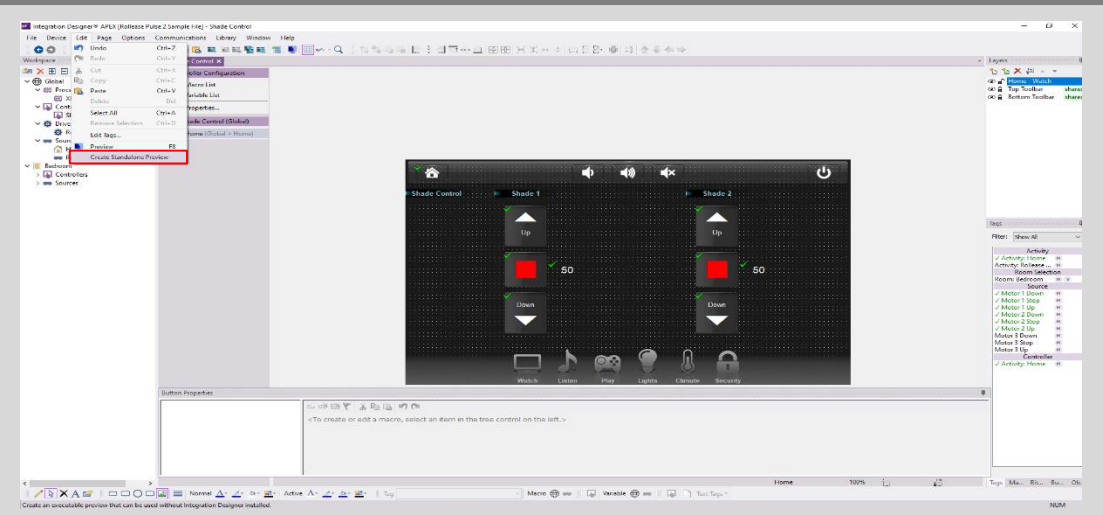 Integration Designer® APEX [Rollease Pulse 2 Sample File] - Shade Control
File Device Edit Page Options Communications Library Window Help
Workspace
Undo Ctrl+Z
Redo Ctrl+Y
Cut Ctrl+X
Copy Ctrl+C
Paste Ctrl+V
Delete Del
Select All Ctrl+A
Remove Selection Ctrl+D
Edit Tags...
Preview F8
Create Standalone Preview
Global
Bedroom
Controllers
Sources
Control X
Configuration
Macro List
Variable List
Properties...
Shade Control (Global)
Home (Global + Home)
Shade Control
Shade 1
Shade 2
Up
Up
50
50
Down
Down
Watch Listen Play Lights Climate Security
Layers
Home Watch
Top Toolbar share
Bottom Toolbar share
Tags
Filter: Show All
Activity
Activity: Home
Activity: Rollease ...
Room Selection
Room: Bedroom
Source
Motor 1 Down
Motor 1 Stop
Motor 1 Up
Motor 2 Down
Motor 2 Stop
Motor 2 Up
Motor 3 Down
Motor 3 Stop
Motor 3 Up
Controller
Activity: Home
Button Properties
<To create or edit a macro, select an item in the tree control on the left.>
Home 100%
Tags Ma... Bu...
Normal Active Tag Macro Variable Text Tags
Create an executable preview that can be used without Integration Designer installed.
NUM